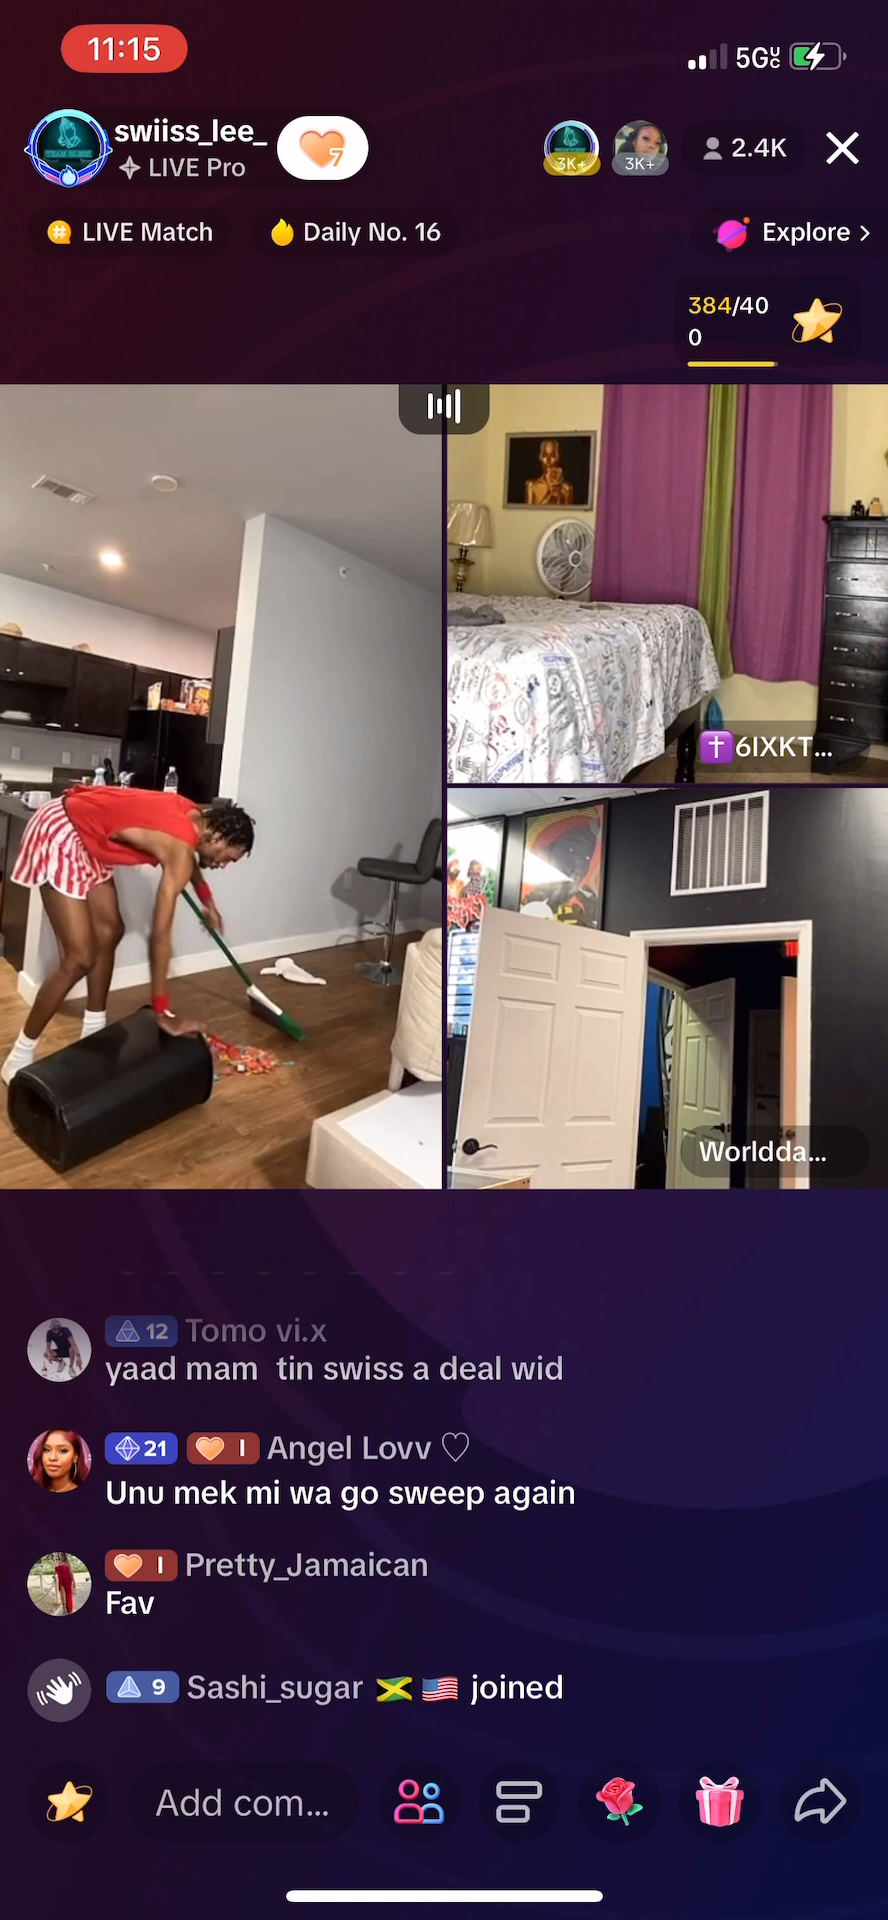 11:15
5G UC
swiiss_lee_
LIVE Pro
7
3K+
3K+
2.4K
LIVE Match
Daily No. 16
Explore >
384/40
0
6IXKT...
Worldda...
12 Tomo vi.x
yaad mam tin swiss a deal wid
21 I Angel Lovv ♡
Unu mek mi wa go sweep again
I Pretty_Jamaican
Fav
9 Sashi_sugar 🇯🇲 🇺🇸 joined
Add com...